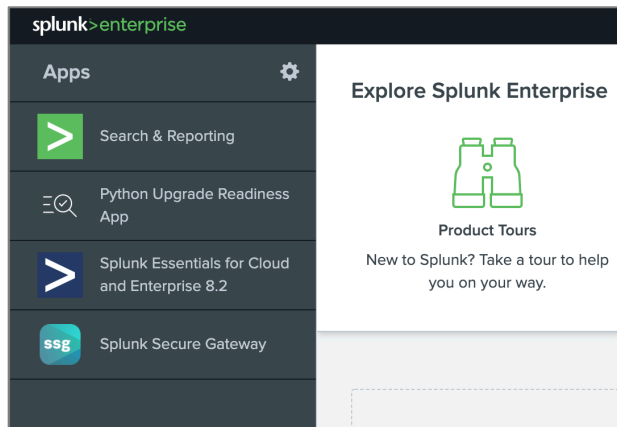 splunk>enterprise
Apps
Search & Reporting
Python Upgrade Readiness
App
Splunk Essentials for Cloud
and Enterprise 8.2
ssg
Splunk Secure Gateway
Explore Splunk Enterprise
Product Tours
New to Splunk? Take a tour to help
you on your way.